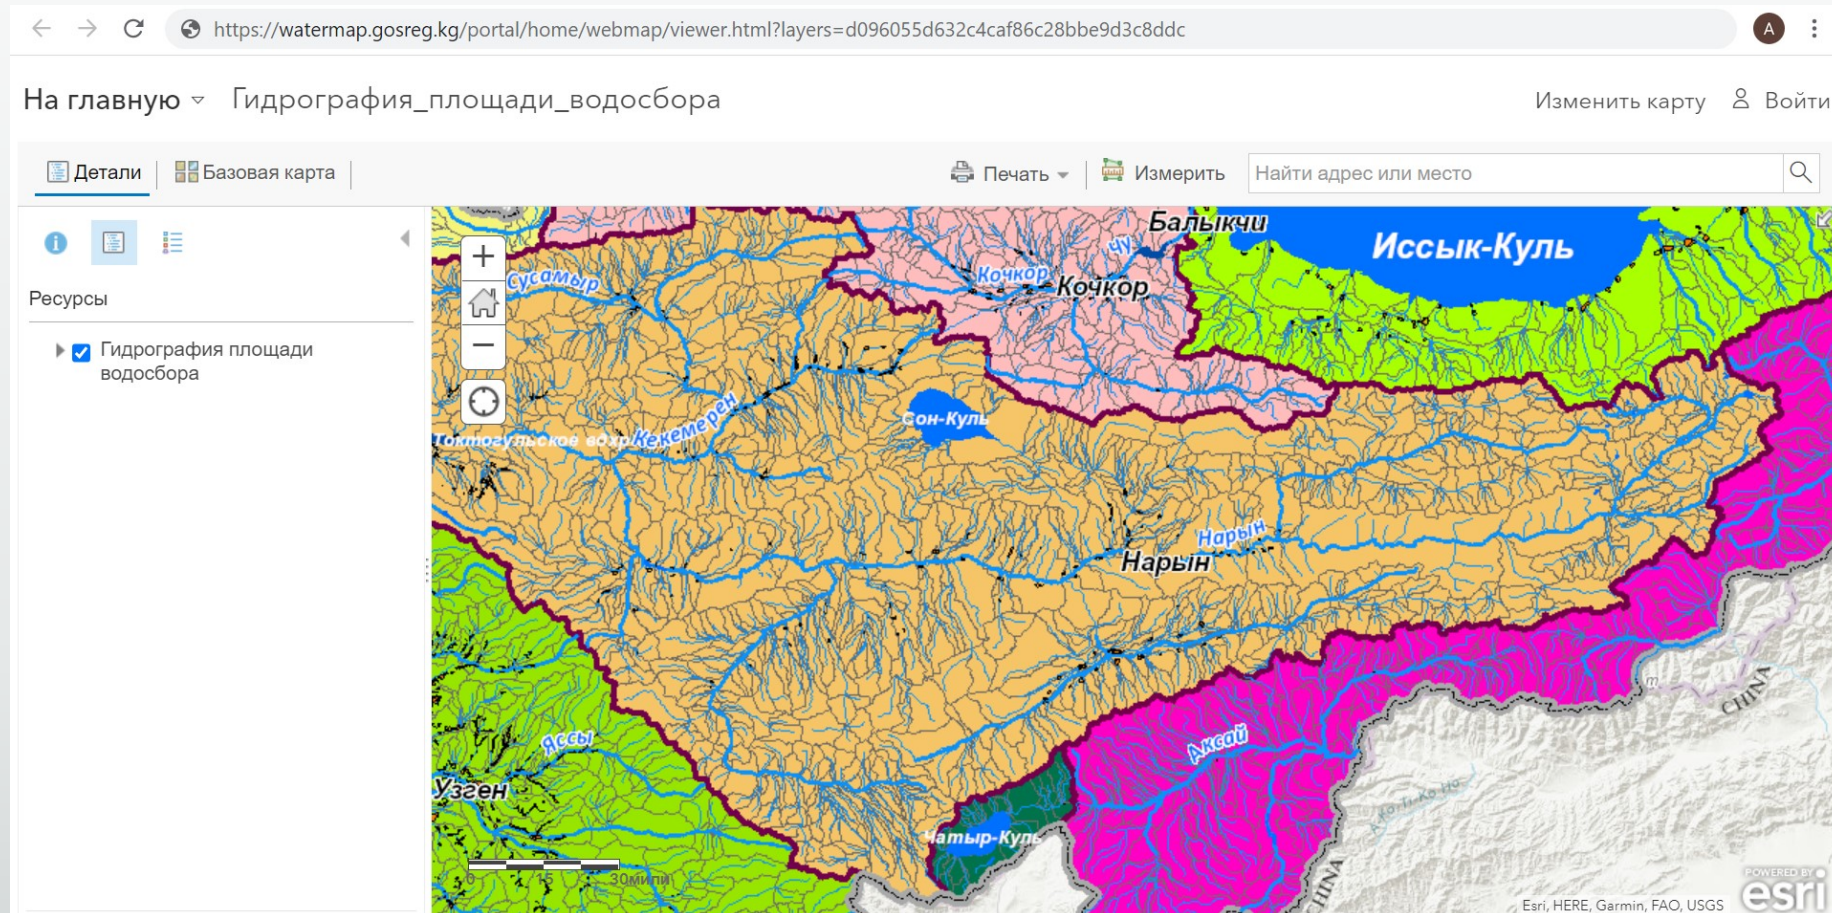 https://watermap.gosreg.kg/portal/home/webmap/viewer.html?layers=d096055d632c4caf86c28bbe9d3c8ddc
A
На главную
Гидрография_площади_водосбора
Изменить карту
Войти
Детали
Базовая карта
Печать
Измерить
Найти адрес или место
Ресурсы
Гидрография площади
водосбора
Балыкчи
Иссык-Куль
Чу
Кочкор
Кочкор
Сусамыр
Сон-Куль
Кекемерен
Токтогульское вдхр.
Нарын
Нарын
CHINA
Аксай
Яссы
Узген
Чатыр-Куль
0 15 30мили
CHINA
POWERED BY
esri
Esri, HERE, Garmin, FAO, USGS